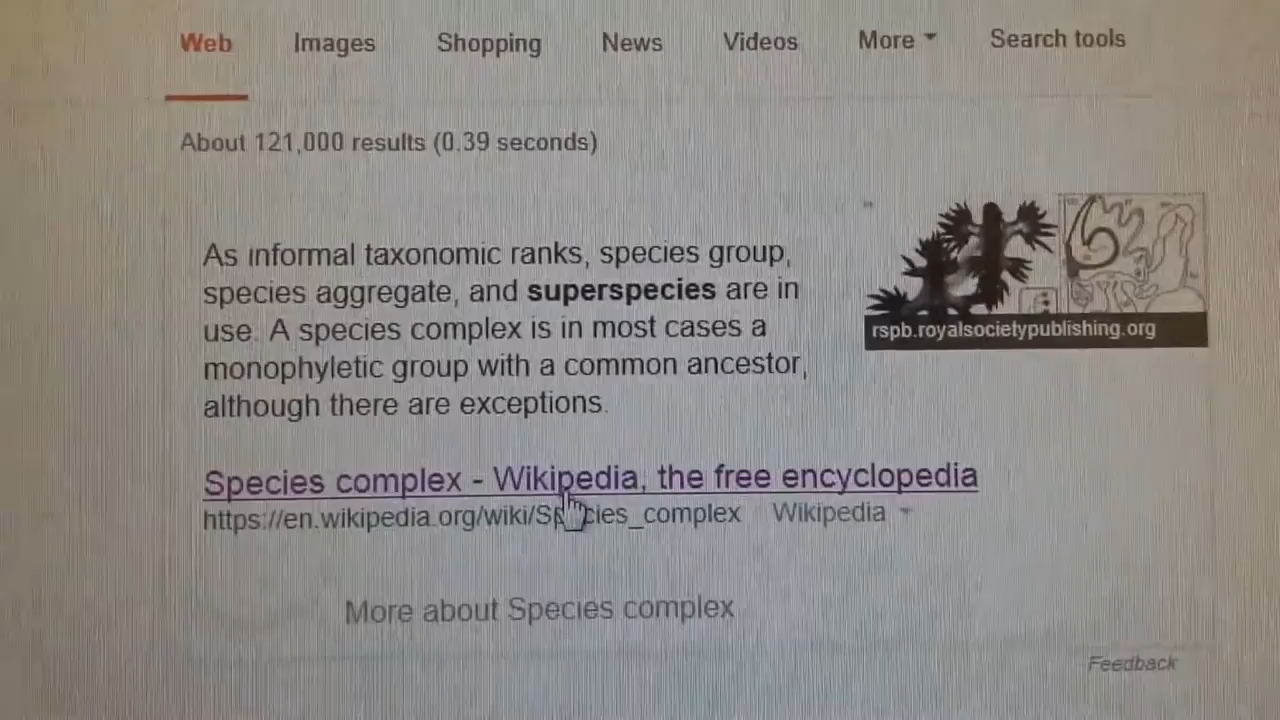 Web Images Shopping News Videos More Search tools
About 121,000 results (0.39 seconds)
As informal taxonomic ranks, species group,
species aggregate, and superspecies are in
use. A species complex is in most cases a
monophyletic group with a common ancestor,
although there are exceptions.
rspb.royalsocietypublishing.org
Species complex - Wikipedia, the free encyclopedia
https://en.wikipedia.org/wiki/Species_complex Wikipedia
More about Species complex
Feedback